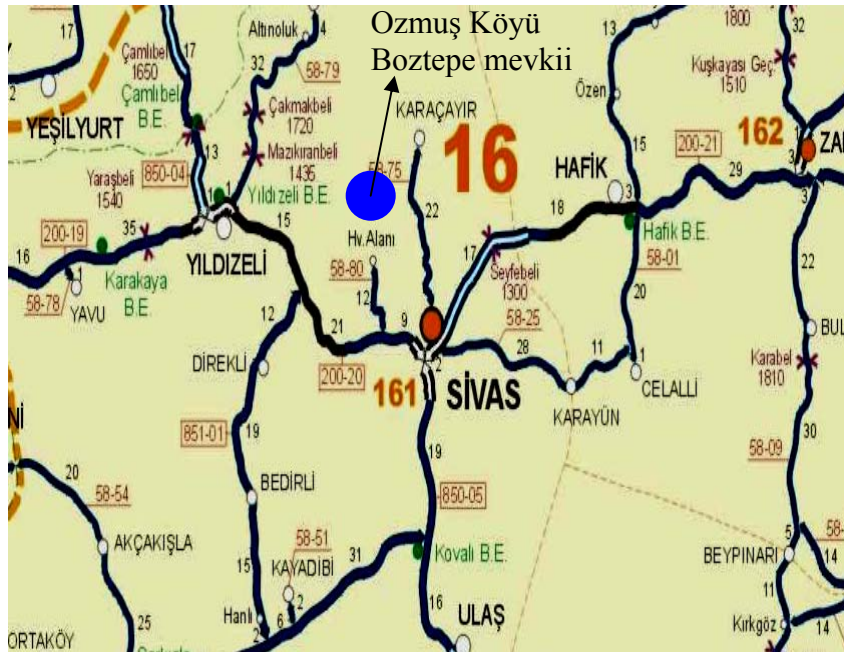 Ozmuş Köyü
Boztepe mevkii
17
Altınoluk
4
13
1800
32
Çamlıbel
1650
17
32
58-79
Kuşkayası Geç.
1510
2
Çamlıbel
B.E.
Çakmakbeli
1720
KARAÇAYIR
Özen
YEŞİLYURT
16
162
13
Mazıkıranbeli
1435
15
200-21
Yaraşbeli
1540
850-04
58-75
HAFİK
3
29
1
Yıldızeli B.E.
22
18
3
200-19
35
15
Hv.Alanı
17
Hafik B.E.
16
Karakaya
B.E.
YILDIZELİ
58-80
Seyfebeli
1300
58-01
22
1
58-78
YAVU
12
12
20
21
9
58-25
DİREKLİ
200-20
2
28
11
1
Karabel
1810
161
SİVAS
KARAYÜN
CELALLİ
851-01
19
19
30
20
58-54
BEDİRLİ
850-05
58-09
58-51
AKÇAKIŞLA
31
Kovalı B.E.
5
BEYPINARI
14
15
KAYADİBİ
2
16
11
25
Hanlı
6
2
ULAŞ
Kırkgöz
14
ORTAKÖY